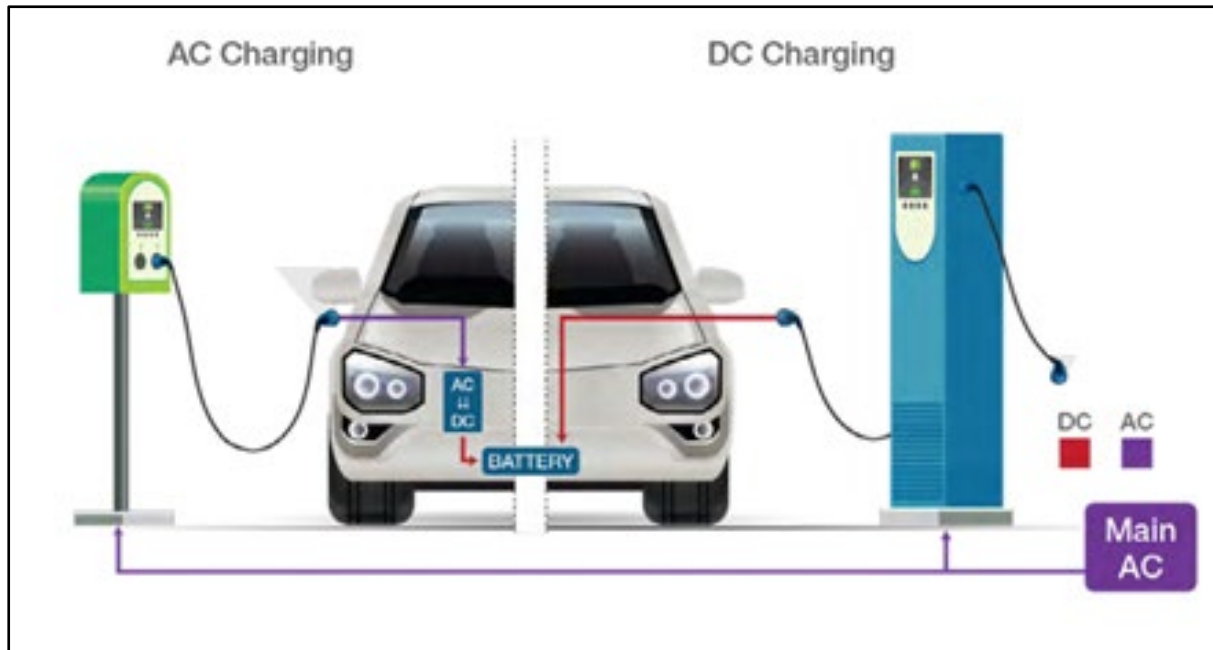 AC Charging
DC Charging
AC
DC
BATTERY
DC AC
Main
AC